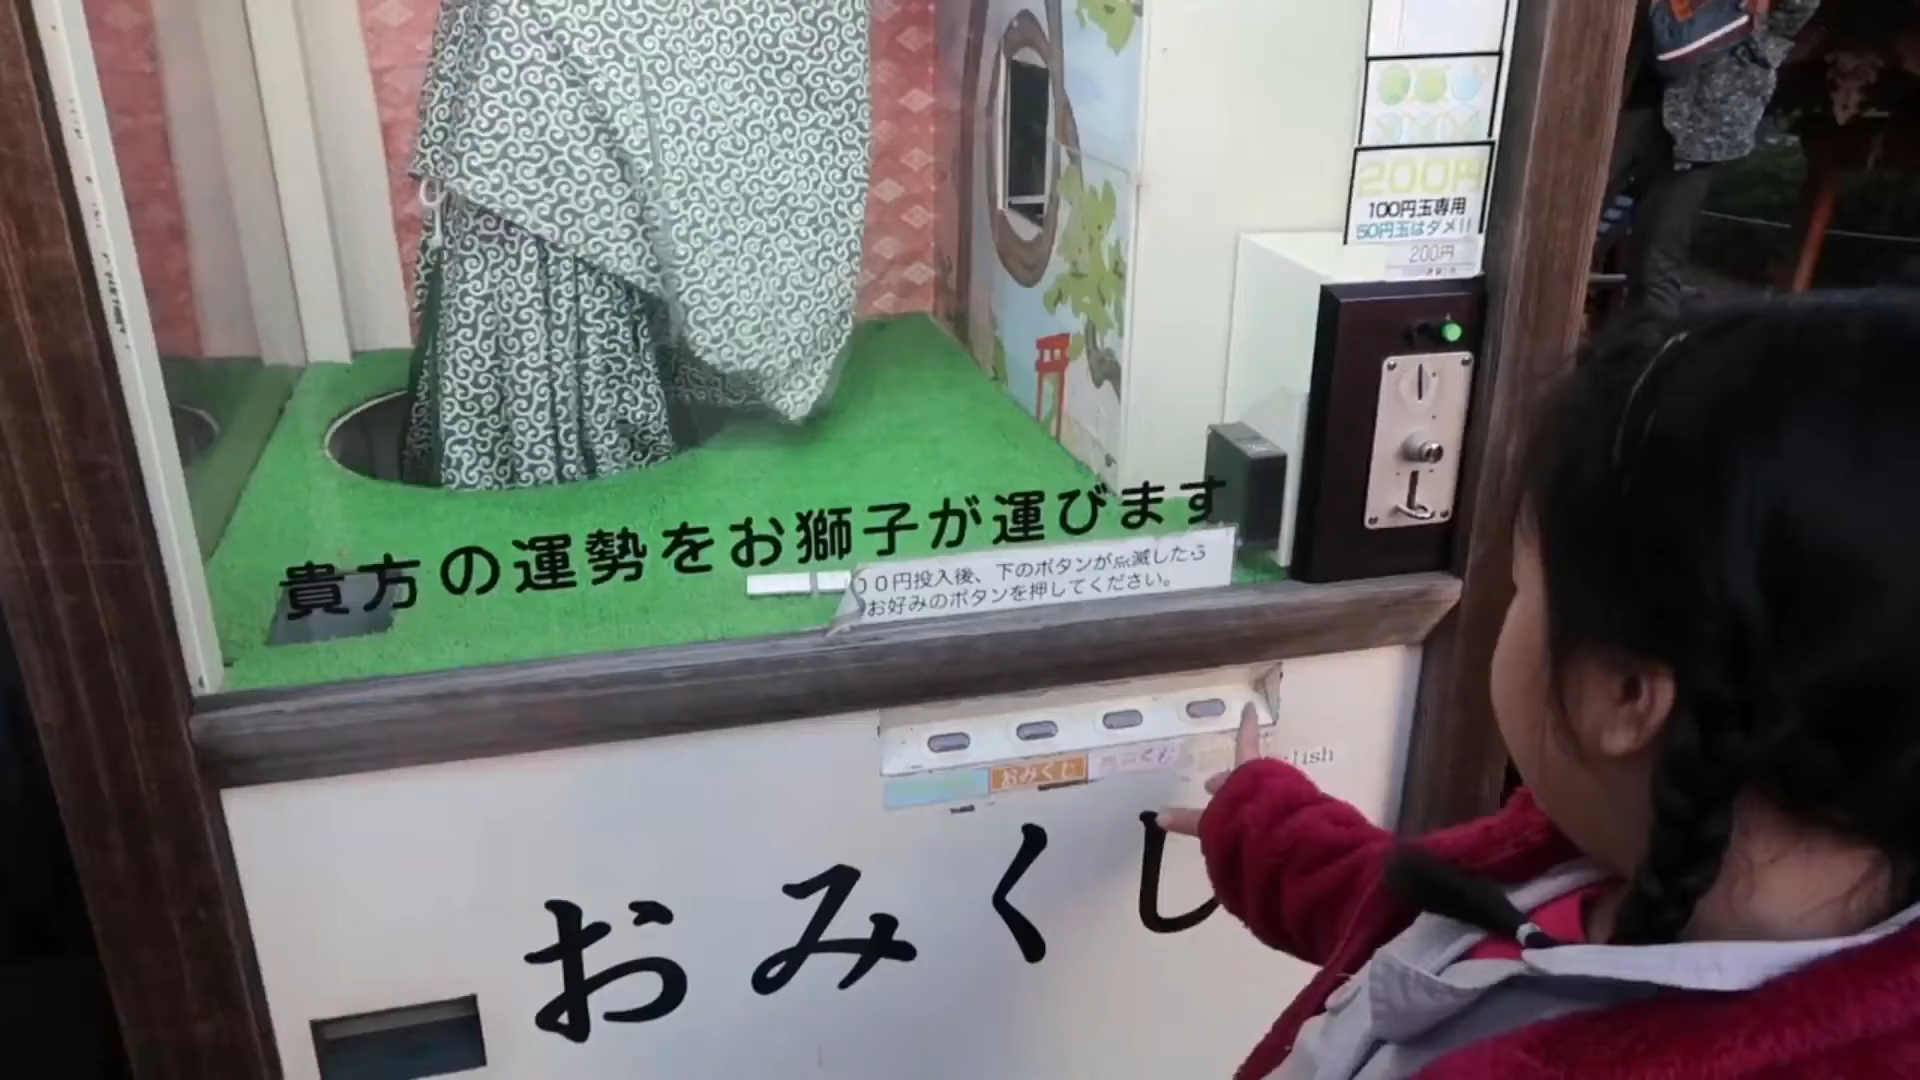 200円
100円玉専用
50円玉はダメ!!
200円
貴方の運勢をお獅子が運びます
00円投入後、下のボタンが点滅したら
お好みのボタンを押してください。
おみくじ
lish
おみくじ